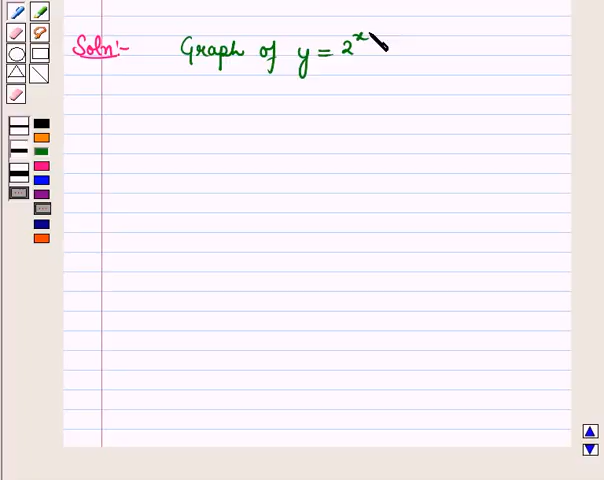 Soln:- Graph of y = 2^x